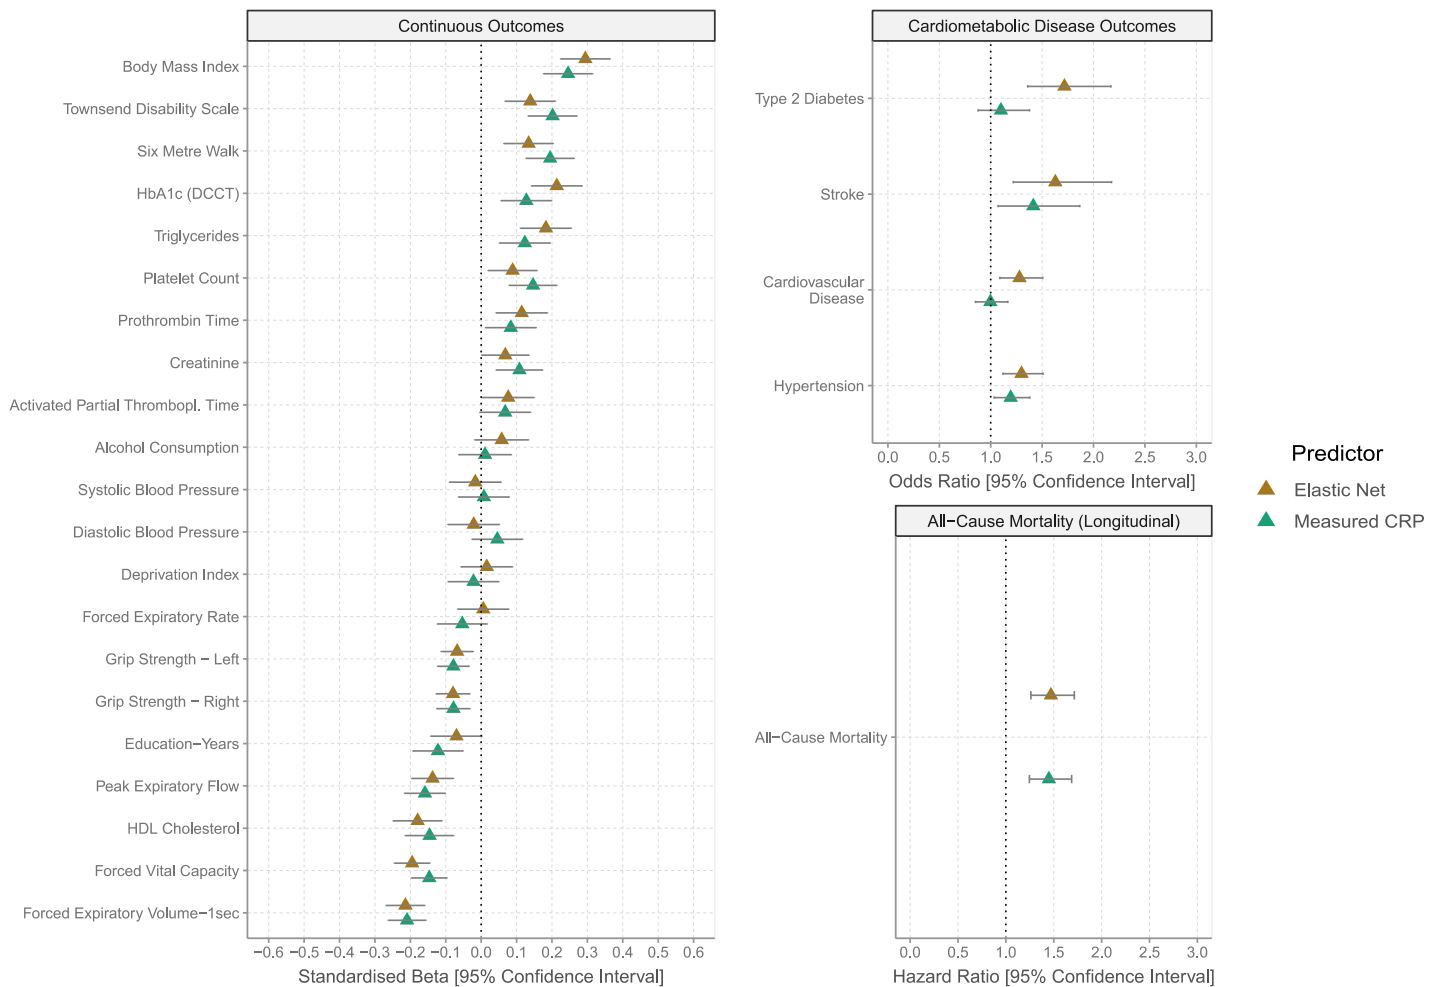 Continuous Outcomes
Body Mass Index
Townsend Disability Scale
Six Metre Walk
HbA1c (DCCT)
Triglycerides
Platelet Count
Prothrombin Time
Creatinine
Activated Partial Thrombopl. Time
Alcohol Consumption
Systolic Blood Pressure
Diastolic Blood Pressure
Deprivation Index
Forced Expiratory Rate
Grip Strength − Left
Grip Strength − Right
Education−Years
Peak Expiratory Flow
HDL Cholesterol
Forced Vital Capacity
Forced Expiratory Volume−1sec
−0.6 −0.5 −0.4 −0.3 −0.2 −0.1 0.0 0.1 0.2 0.3 0.4 0.5 0.6
Standardised Beta [95% Confidence Interval]
Cardiometabolic Disease Outcomes
Type 2 Diabetes
Stroke
Cardiovascular
Disease
Hypertension
0.0 0.5 1.0 1.5 2.0 2.5 3.0
Odds Ratio [95% Confidence Interval]
All−Cause Mortality (Longitudinal)
All−Cause Mortality
0.0 0.5 1.0 1.5 2.0 2.5 3.0
Hazard Ratio [95% Confidence Interval]
Predictor
Elastic Net
Measured CRP